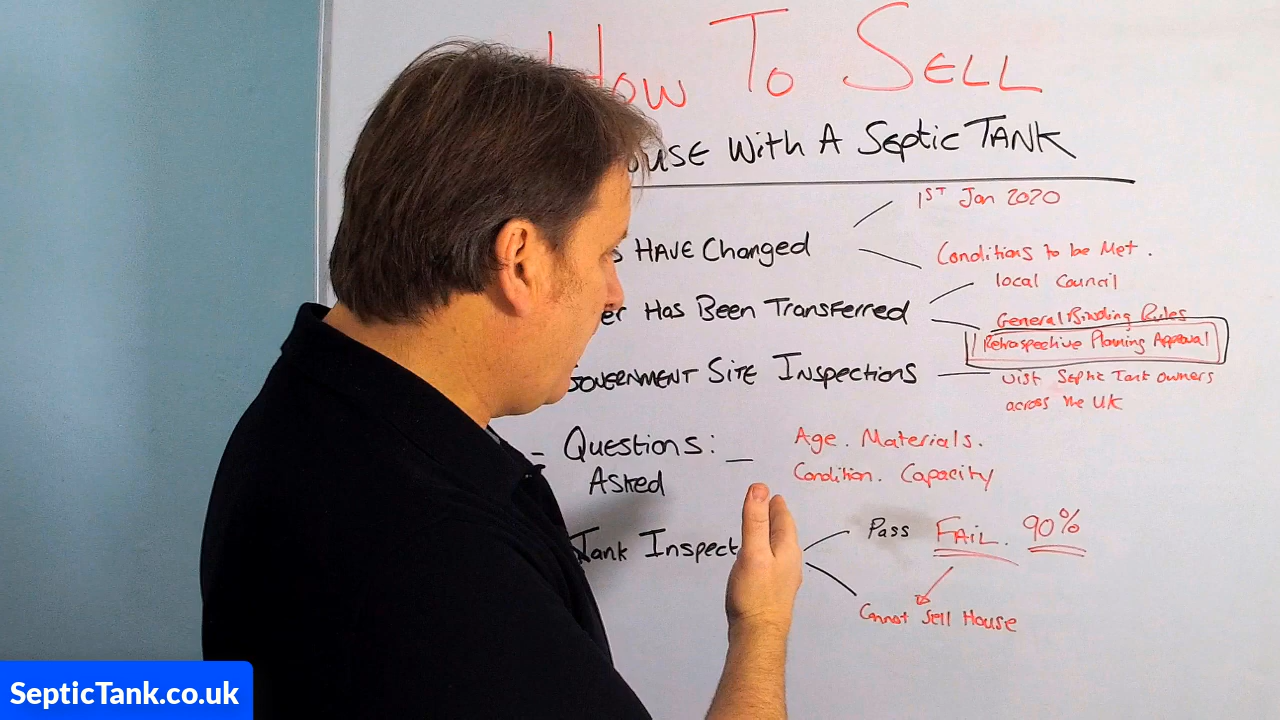 How To SELL
OUSE With A Septic TANK
1ST Jan 2020
S HAVE Changed
Conditions to be Met.
local Council
er Has Been Transferred
General Binding Rules
Retrospective Planning Approval
GOVERNMENT SITE Inspections
visit Septic Tank owners
across the UK
- Questions: _
Asked
Age. Materials.
Condition. Capacity
Tank Inspect
Pass FAIL. 90%
Cannot Sell House
SepticTank.co.uk